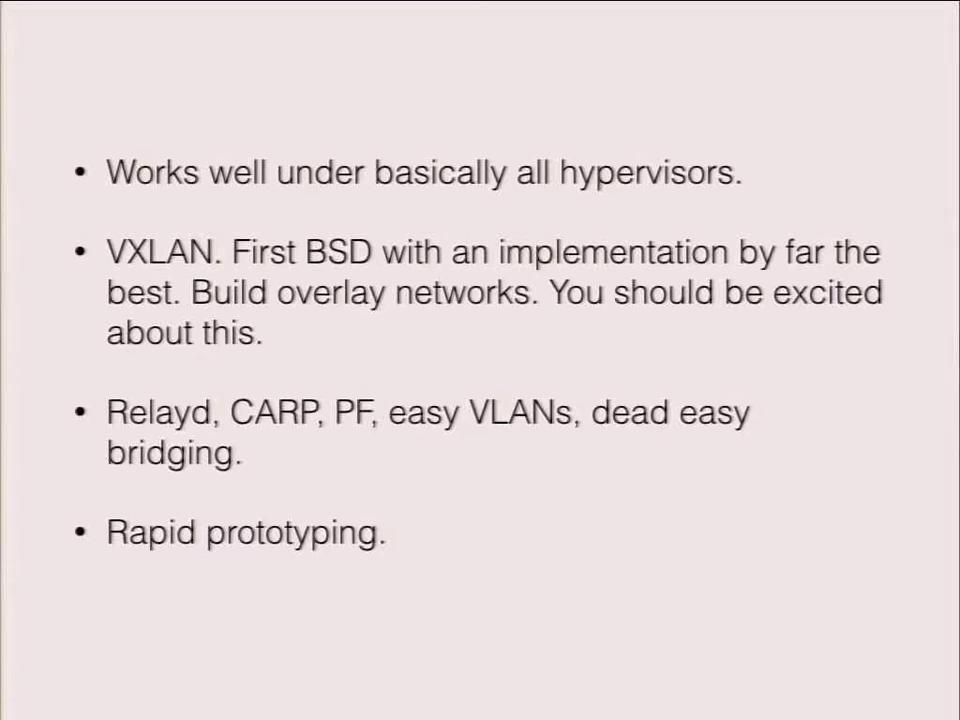 • Works well under basically all hypervisors.
• VXLAN. First BSD with an implementation by far the
best. Build overlay networks. You should be excited
about this.
• Relayd, CARP, PF, easy VLANs, dead easy
bridging.
• Rapid prototyping.